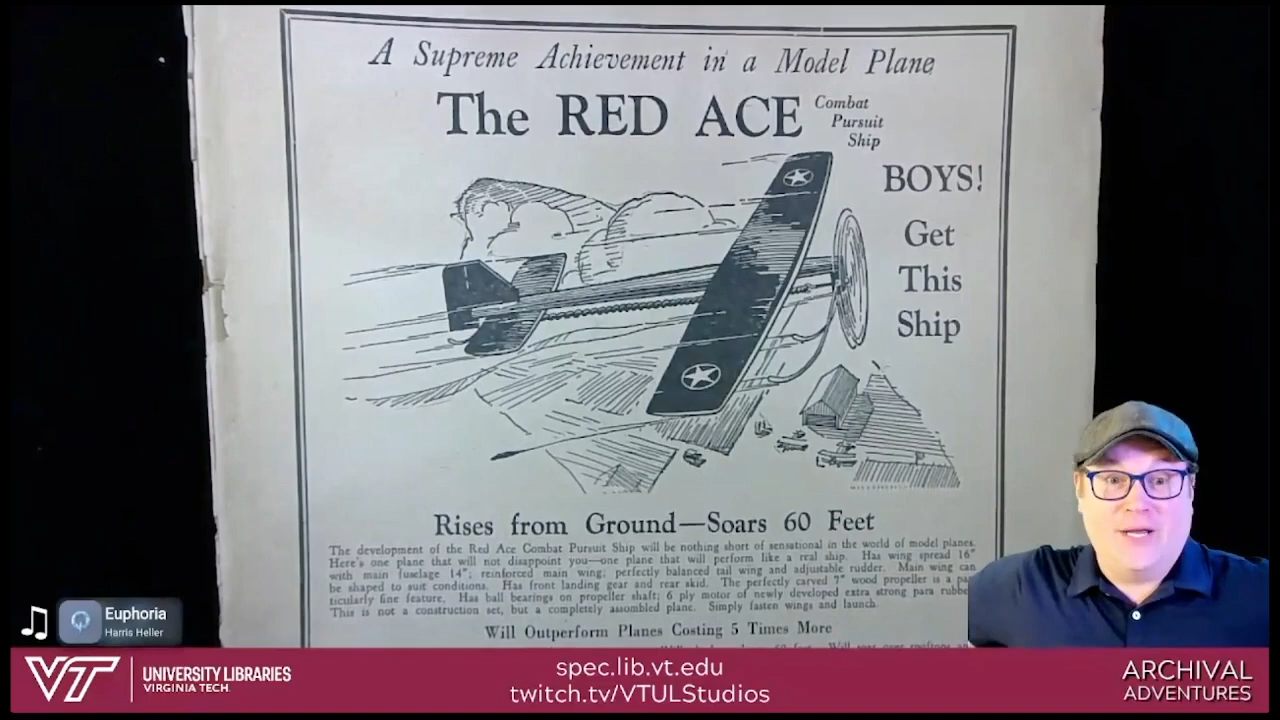 A Supreme Achievement in a Model Plane
The RED ACE
Combat
Pursuit
Ship
BOYS!
Get
This
Ship
Rises from Ground—Soars 60 Feet
The development of the Red Ace Combat Pursuit Ship will be nothing short of sensational in the world of model planes.
Here's one plane that will not disappoint you—one plane that will perform like a real ship. Has wing spread 16"
with main fuselage 14"; reinforced main wing; perfectly balanced tail wing and adjustable rudder. Main wing can
be shaped to suit conditions. Has front landing gear and rear skid. The perfectly carved 7" wood propeller is a
ticularly fine feature. Has ball bearings on propeller shaft; 6 ply motor of newly developed extra strong para
This is not a construction set, but a completely assembled plane. Simply fasten wings and launch.
Will Outperform Planes Costing 5 Times More
Euphoria
Harris Heller
VT
UNIVERSITY LIBRARIES
VIRGINIA TECH.
spec.lib.vt.edu
twitch.tv/VTULStudios
ARCHIVAL
ADVENTURES